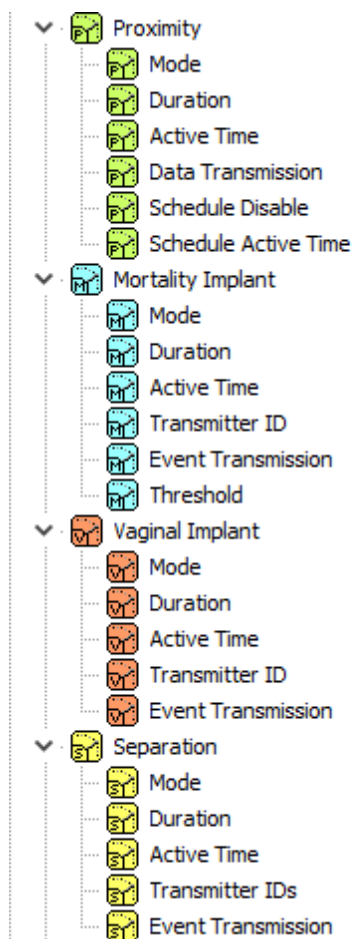 Proximity
Mode
Duration
Active Time
Data Transmission
Schedule Disable
Schedule Active Time
Mortality Implant
Mode
Duration
Active Time
Transmitter ID
Event Transmission
Threshold
Vaginal Implant
Mode
Duration
Active Time
Transmitter ID
Event Transmission
Separation
Mode
Duration
Active Time
Transmitter IDs
Event Transmission